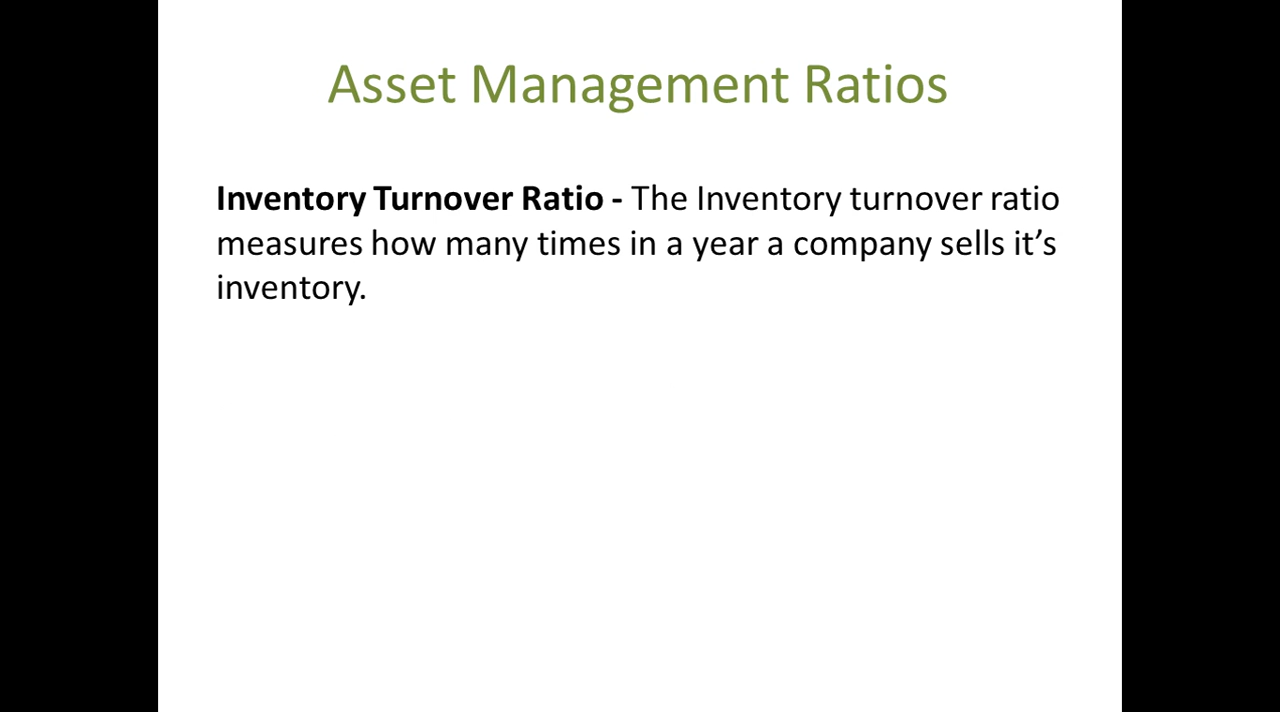 Asset Management Ratios
Inventory Turnover Ratio - The Inventory turnover ratio
measures how many times in a year a company sells it’s
inventory.